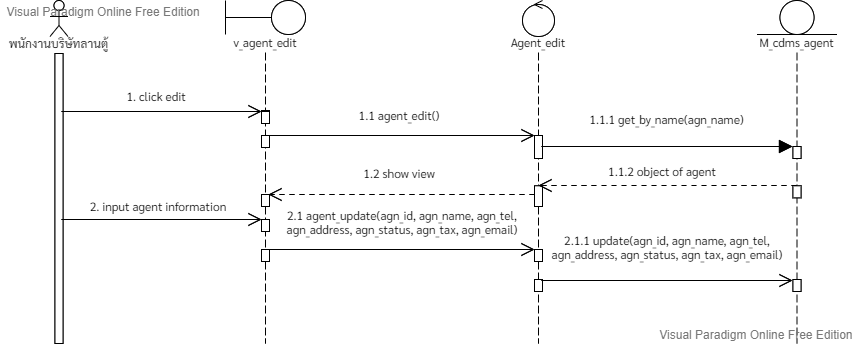 Visual Paradigm Online Free Edition
พนักงานบริษัทลานตู้
v_agent_edit
Agent_edit
M_cdms_agent
1. click edit
1.1 agent_edit()
1.1.1 get_by_name(agn_name)
1.1.2 object of agent
1.2 show view
2. input agent information
2.1 agent_update(agn_id, agn_name, agn_tel,
agn_address, agn_status, agn_tax, agn_email)
2.1.1 update(agn_id, agn_name, agn_tel,
agn_address, agn_status, agn_tax, agn_email)
Visual Paradigm Online Free Edition